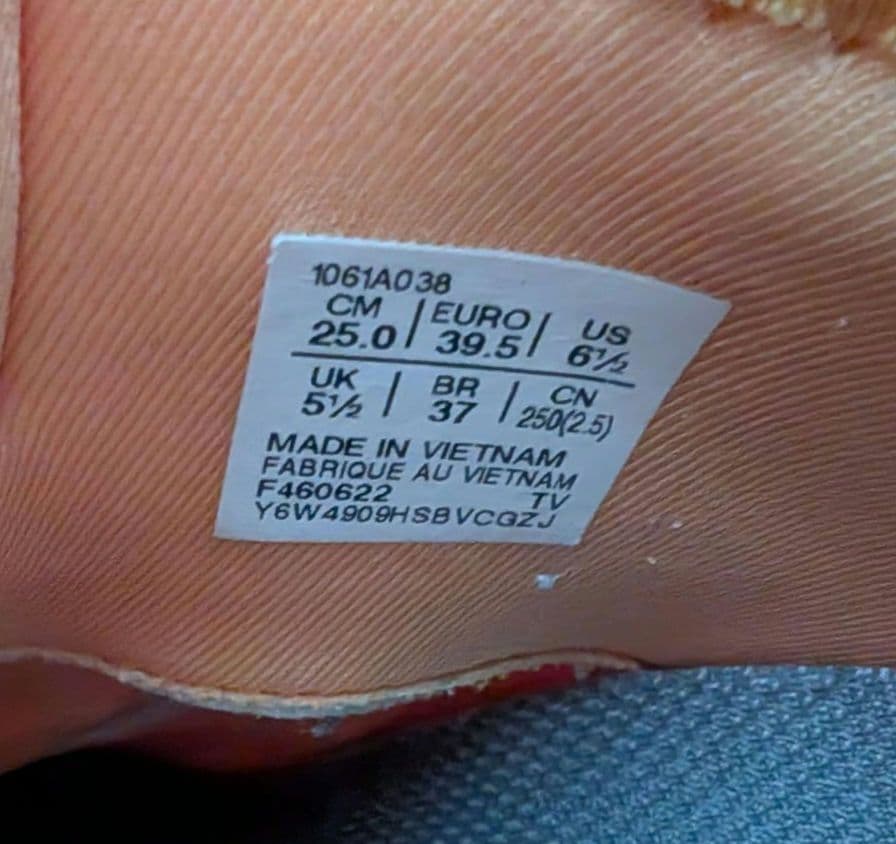 1061A038
CM / EURO / US
25.0 39.5 6½
UK | BR | CN
5½ 37 250(2.5)
MADE IN VIETNAM
FABRIQUE AU VIETNAM
F460622 TV
Y6W4909HSBVCGZJ